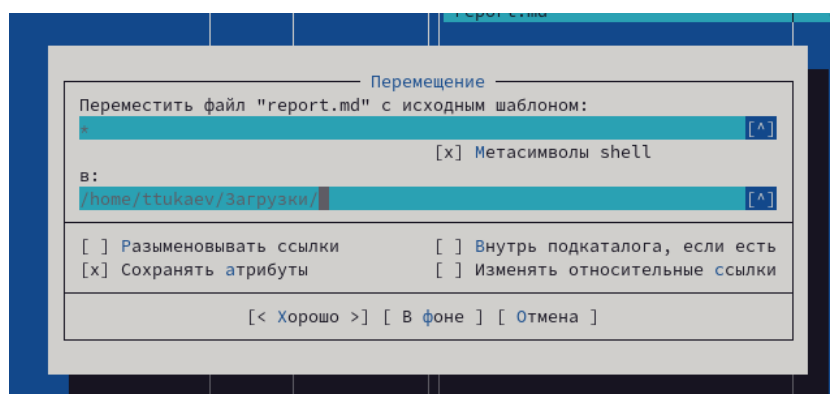 report.md
Перемещение
Переместить файл "report.md" с исходным шаблоном:
* [^]
[x] Метасимволы shell
в:
/home/ttukaev/Загрузки/ [^]
[ ] Разыменовывать ссылки [ ] Внутрь подкаталога, если есть
[x] Сохранять атрибуты [ ] Изменять относительные ссылки
[< Хорошо >] [ В фоне ] [ Отмена ]